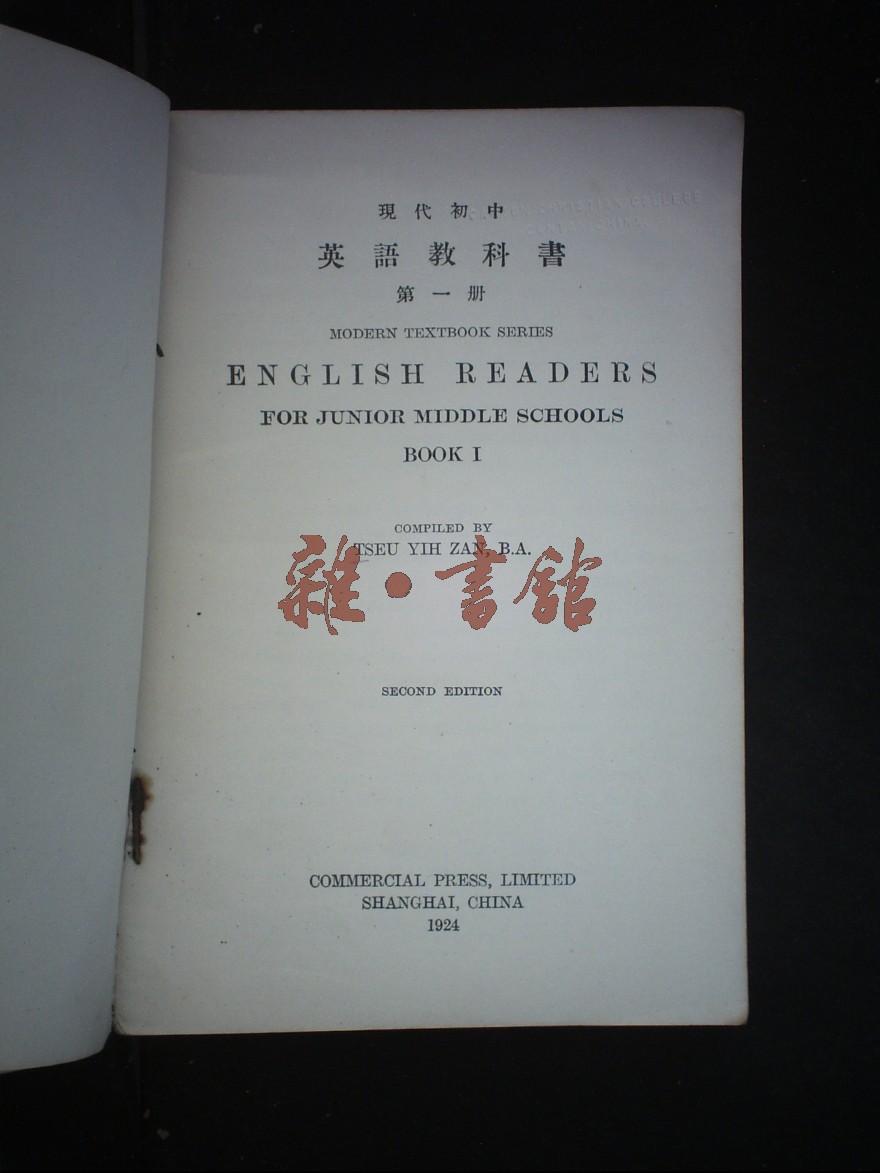 現代初中
英語教科書
第一册
MODERN TEXTBOOK SERIES
ENGLISH READERS
FOR JUNIOR MIDDLE SCHOOLS
BOOK I
COMPILED BY
TSEU YIH ZAN, B.A.
雜·書館
SECOND EDITION
COMMERCIAL PRESS, LIMITED
SHANGHAI, CHINA
1924